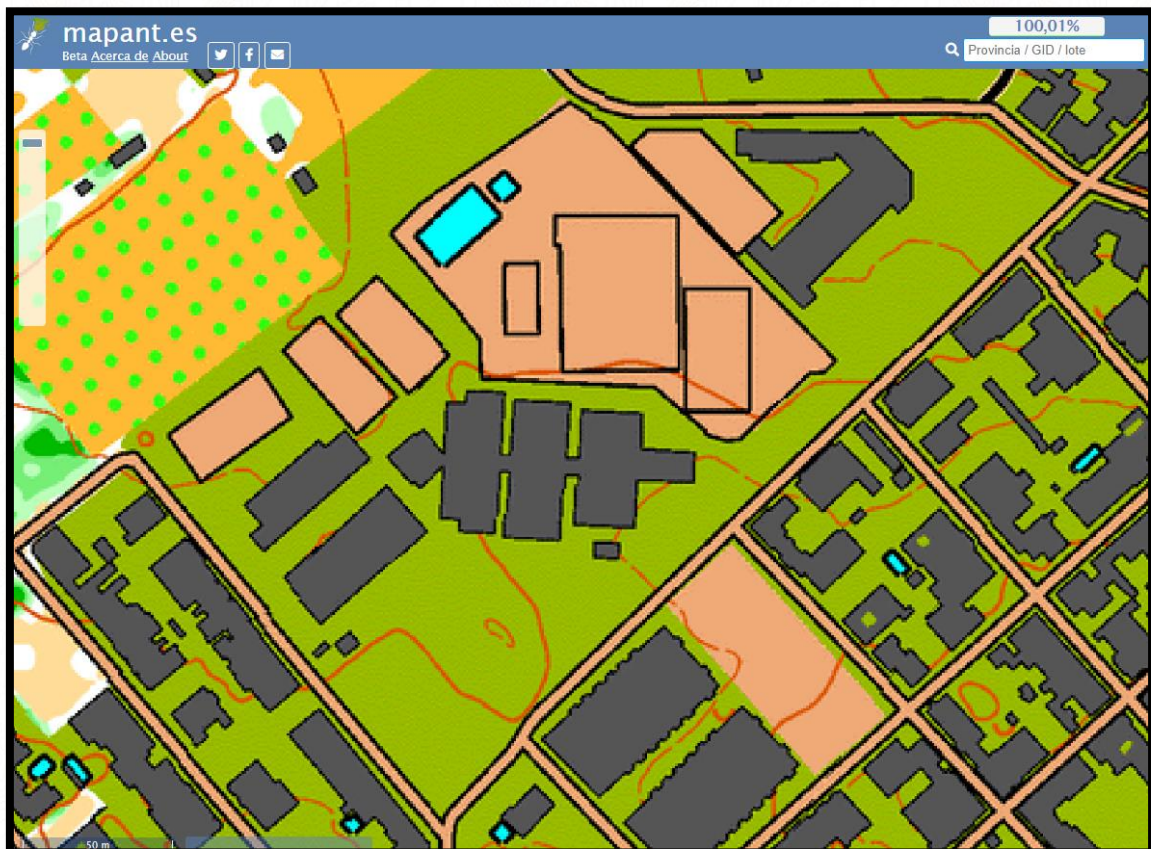 mapant.es
Beta Acerca de About
100,01%
Provincia / GID / lote
50 m